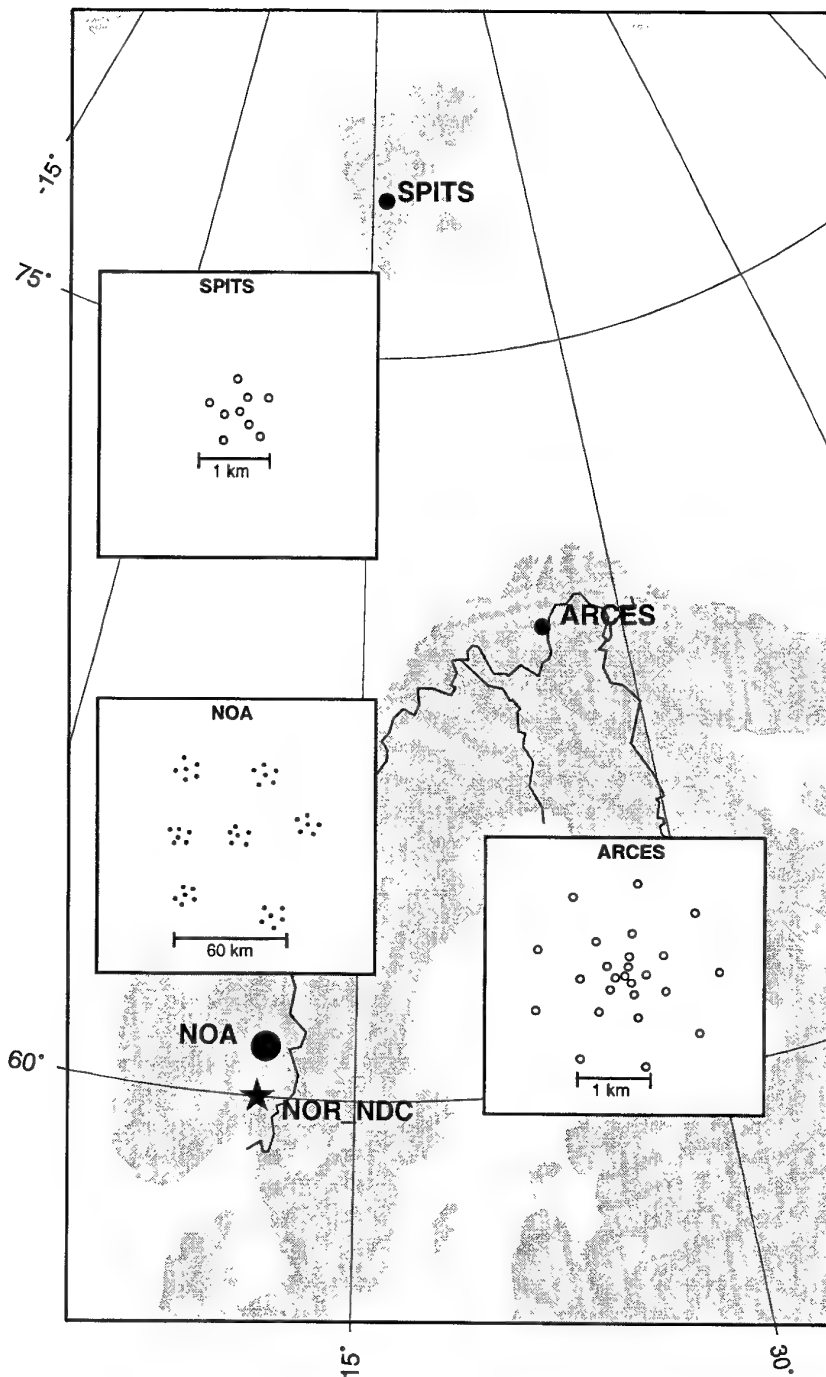 -15°
SPITS
75°
SPITS
1 km
ARCES
NOA
60 km
ARCES
1 km
NOA
60°
NOR_NDC
15°
30°